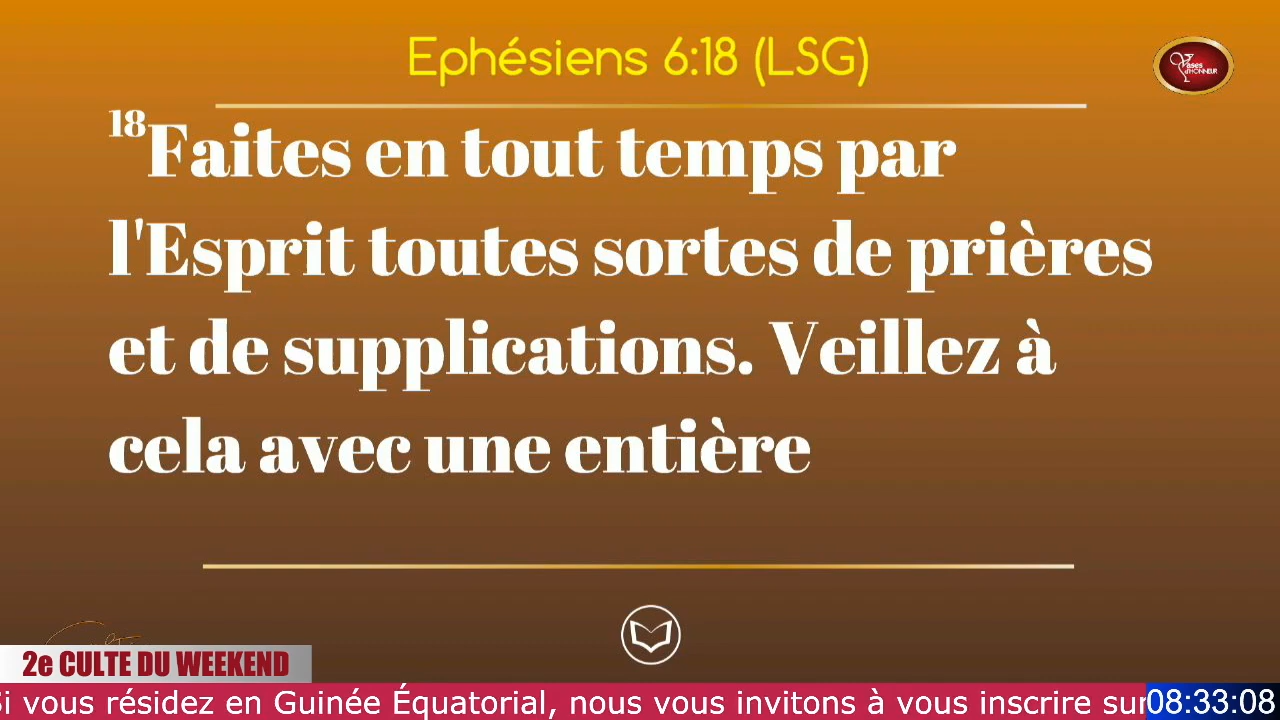 Ephésiens 6:18 (LSG)
Vases d'HONNEUR
18Faites en tout temps par
l'Esprit toutes sortes de prières
et de supplications. Veillez à
cela avec une entière
2e CULTE DU WEEKEND
Si vous résidez en Guinée Équatorial, nous vous invitons à vous inscrire sur
08:33:08